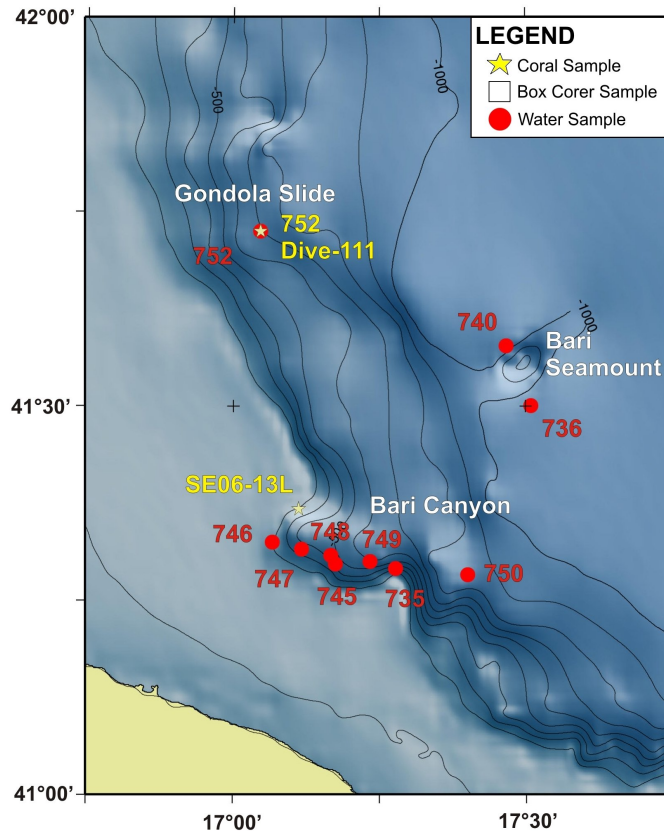 42°00'
LEGEND
Coral Sample
Box Corer Sample
Water Sample
-500
-1000
Gondola Slide
752
Dive-111
752
740
-1000
Bari
Seamount
41°30'
736
SE06-13L
Bari Canyon
746
748
749
747
745
735
750
41°00'
17°00'
17°30'